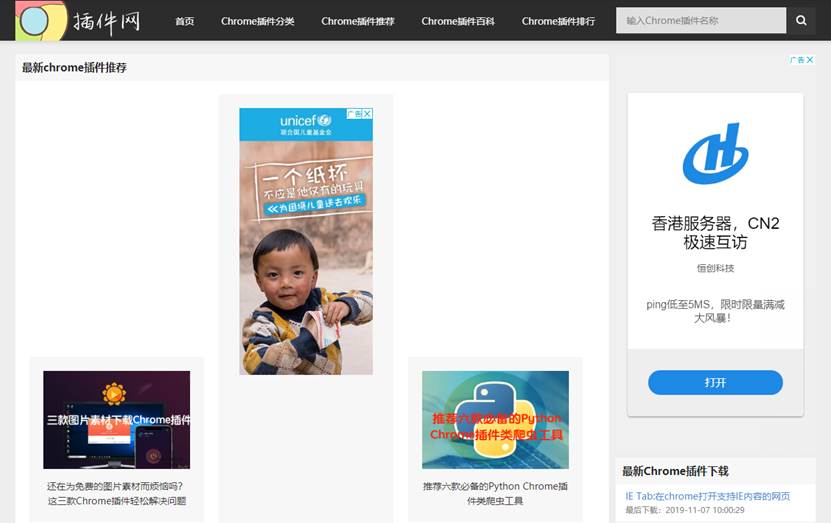 插件网
首页
Chrome插件分类
Chrome插件推荐
Chrome插件百科
Chrome插件排行
输入Chrome插件名称
最新chrome插件推荐
广告
unicef
联合国儿童基金会
广告
一个纸杯
不应是他仅有的玩具
≪为困境儿童送去欢乐
香港服务器，CN2
极速互访
恒创科技
ping低至5MS，限时限量满减
大风暴！
打开
三款图片素材下载Chrome插件
还在为免费的图片素材而烦恼吗？
这三款Chrome插件轻松解决问题
推荐六款必备的Python
Chrome插件类爬虫工具
推荐六款必备的Python Chrome插
件类爬虫工具
最新Chrome插件下载
IE Tab:在chrome打开支持IE内容的网页
最后下载：2019-11-07 10:00:29